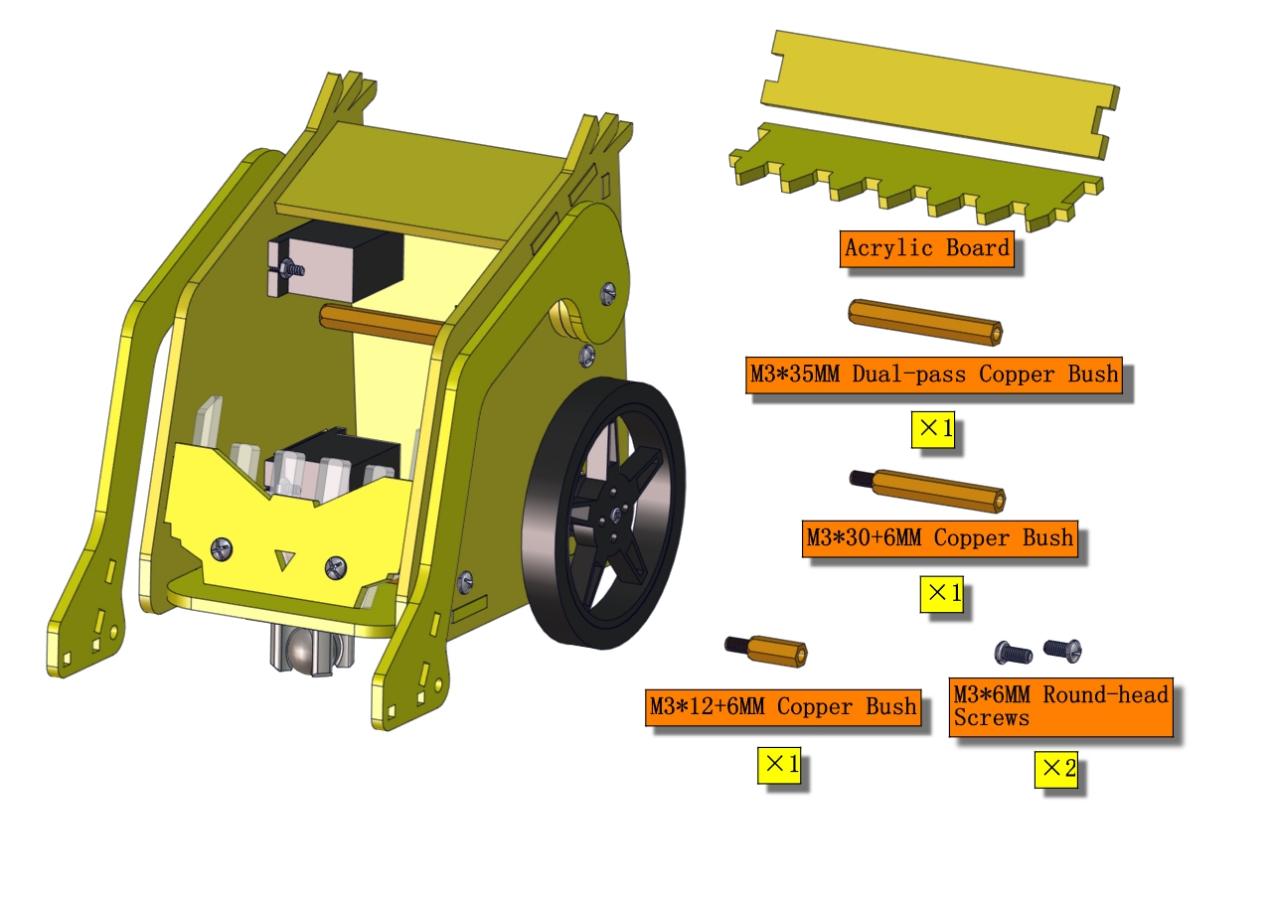 Acrylic Board
M3*35MM Dual-pass Copper Bush
×1
M3*30+6MM Copper Bush
×1
M3*12+6MM Copper Bush
×1
M3*6MM Round-head
Screws
×2